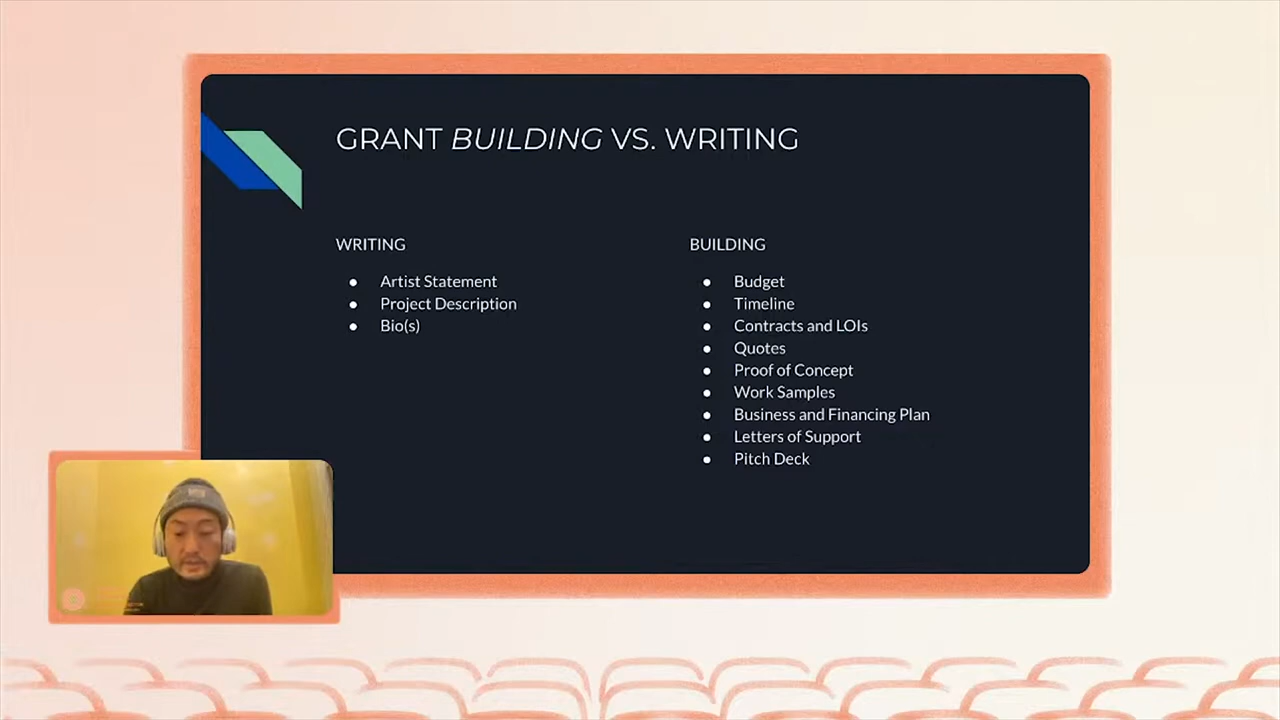 GRANT BUILDING VS. WRITING
WRITING
Artist Statement
Project Description
Bio(s)
BUILDING
Budget
Timeline
Contracts and LOIs
Quotes
Proof of Concept
Work Samples
Business and Financing Plan
Letters of Support
Pitch Deck